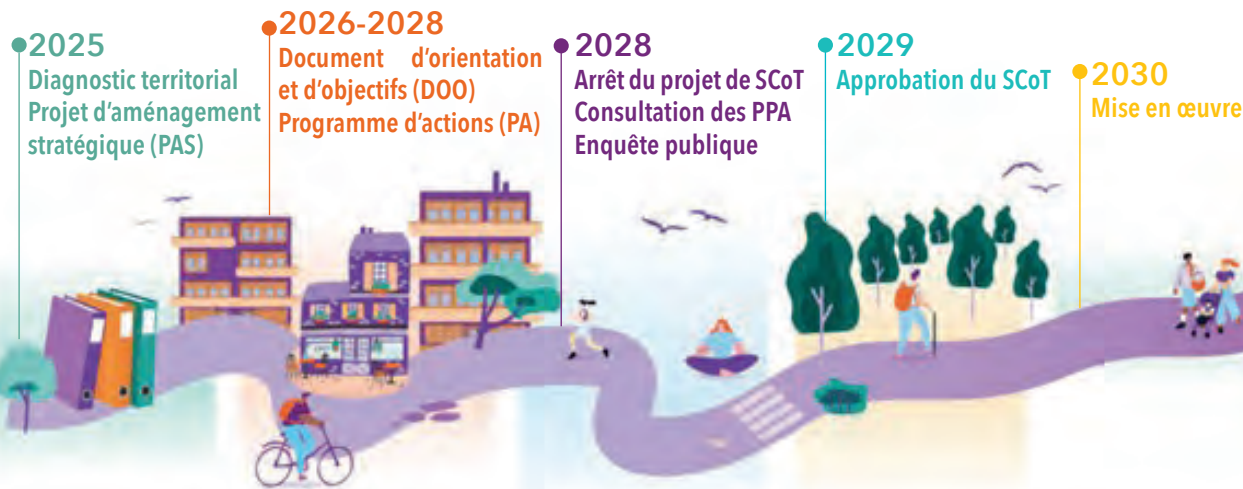 2025
Diagnostic territorial
Projet d'aménagement
stratégique (PAS)
2026-2028
Document d'orientation
et d'objectifs (DOO)
Programme d'actions (PA)
2028
Arrêt du projet de SCoT
Consultation des PPA
Enquête publique
2029
Approbation du SCoT
2030
Mise en œuvre